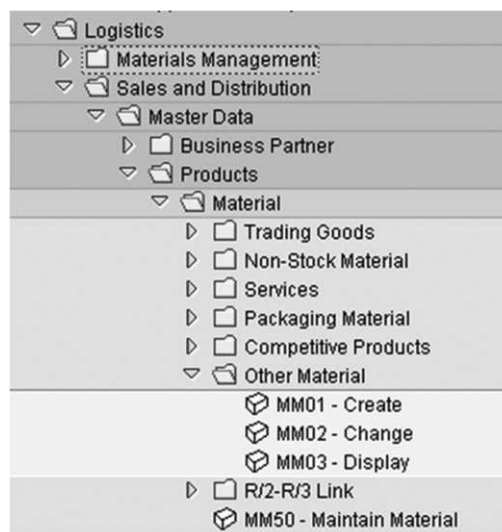 Logistics
Materials Management
Sales and Distribution
Master Data
Business Partner
Products
Material
Trading Goods
Non-Stock Material
Services
Packaging Material
Competitive Products
Other Material
MM01 - Create
MM02 - Change
MM03 - Display
R/2-R/3 Link
MM50 - Maintain Material